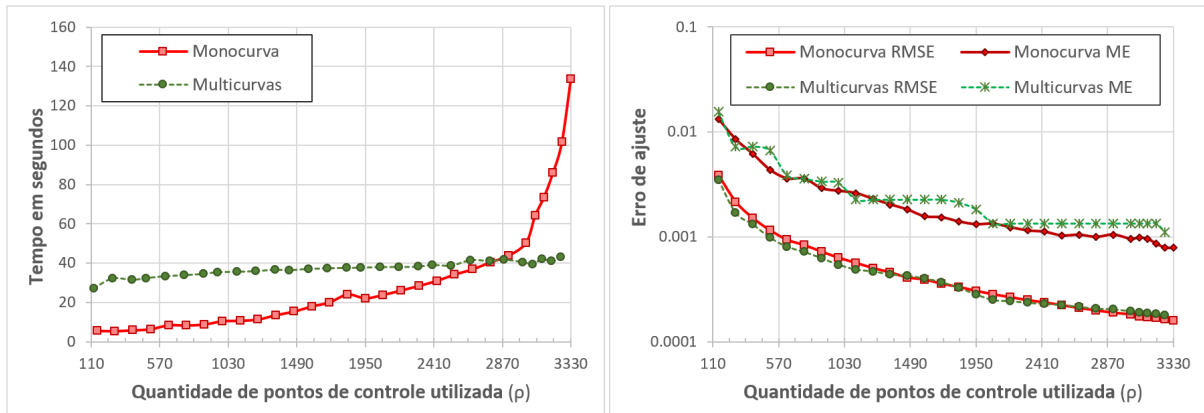 160
140
120
100
80
60
40
20
0
Tempo em segundos
Monocurva
Multicurvas
110 570 1030 1490 1950 2410 2870 3330
Quantidade de pontos de controle utilizada (ρ)
0.1
0.01
0.001
0.0001
Erro de ajuste
Monocurva RMSE Monocurva ME
Multicurvas RMSE Multicurvas ME
110 570 1030 1490 1950 2410 2870 3330
Quantidade de pontos de controle utilizada (ρ)